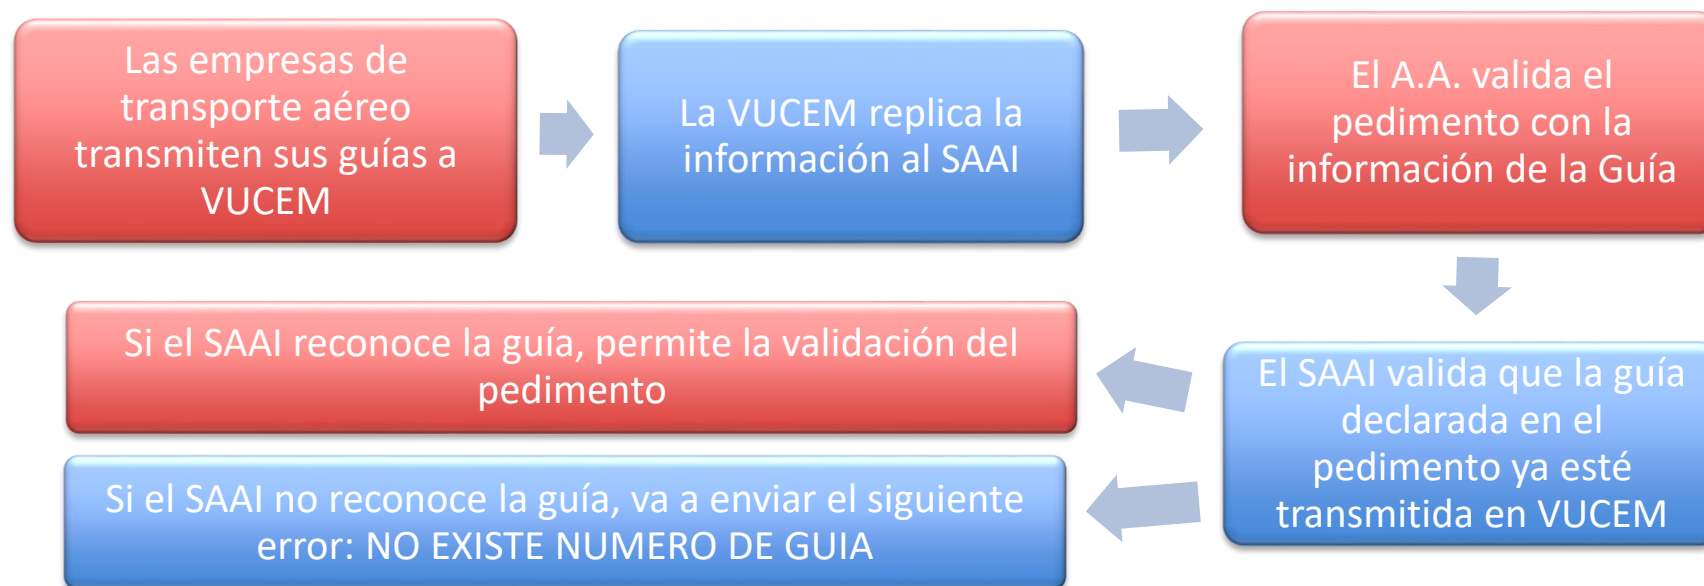 Las empresas de
transporte aéreo
transmiten sus guías a
VUCEM
La VUCEM replica la
información al SAAI
El A.A. valida el
pedimento con la
información de la Guía
El SAAI valida que la guía
declarada en el
pedimento ya esté
transmitida en VUCEM
Si el SAAI reconoce la guía, permite la validación del
pedimento
Si el SAAI no reconoce la guía, va a enviar el siguiente
error: NO EXISTE NUMERO DE GUIA